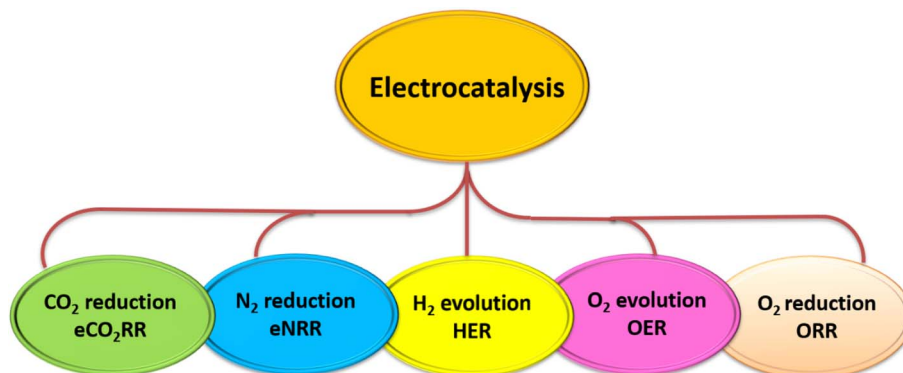 Electrocatalysis
CO₂ reduction
eCO₂RR
N₂ reduction
eNRR
H₂ evolution
HER
O₂ evolution
OER
O₂ reduction
ORR